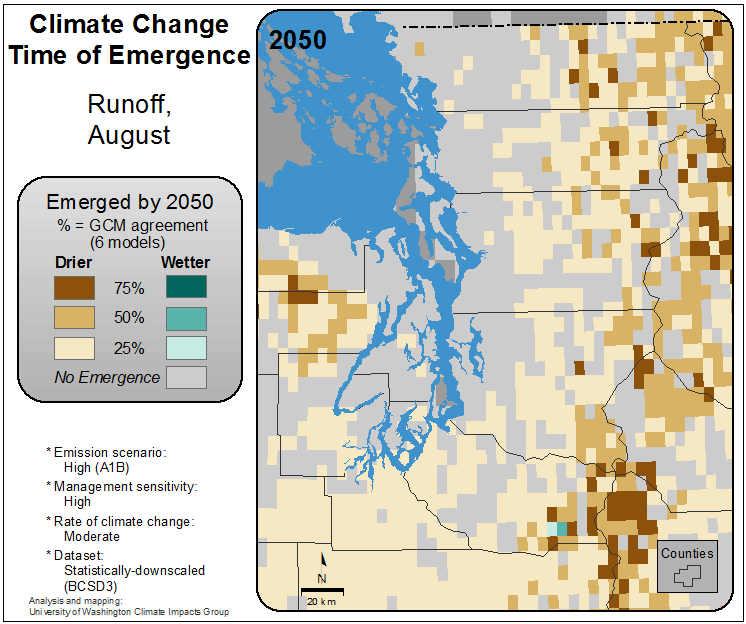 Climate Change
Time of Emergence
Runoff,
August
Emerged by 2050
% = GCM agreement
(6 models)
Drier Wetter
75%
50%
25%
No Emergence
* Emission scenario:
High (A1B)
* Management sensitivity:
High
* Rate of climate change:
Moderate
* Dataset:
Statistically-downscaled
(BCSD3)
Analysis and mapping:
University of Washington Climate Impacts Group
2050
N
20 km
Counties